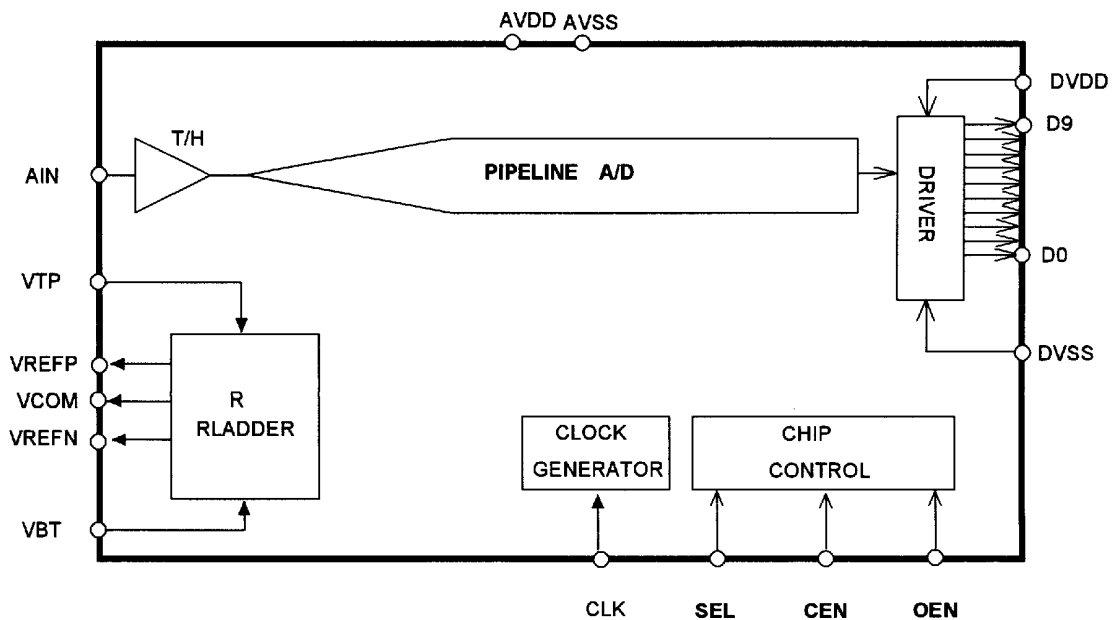 AVDD AVSS
DVDD
T/H
D9
AIN
PIPELINE A/D
DRIVER
D0
VTP
DVSS
VREFP
VCOM
VREFN
R
RLADDER
CLOCK
GENERATOR
CHIP
CONTROL
VBT
CLK
SEL
CEN
OEN